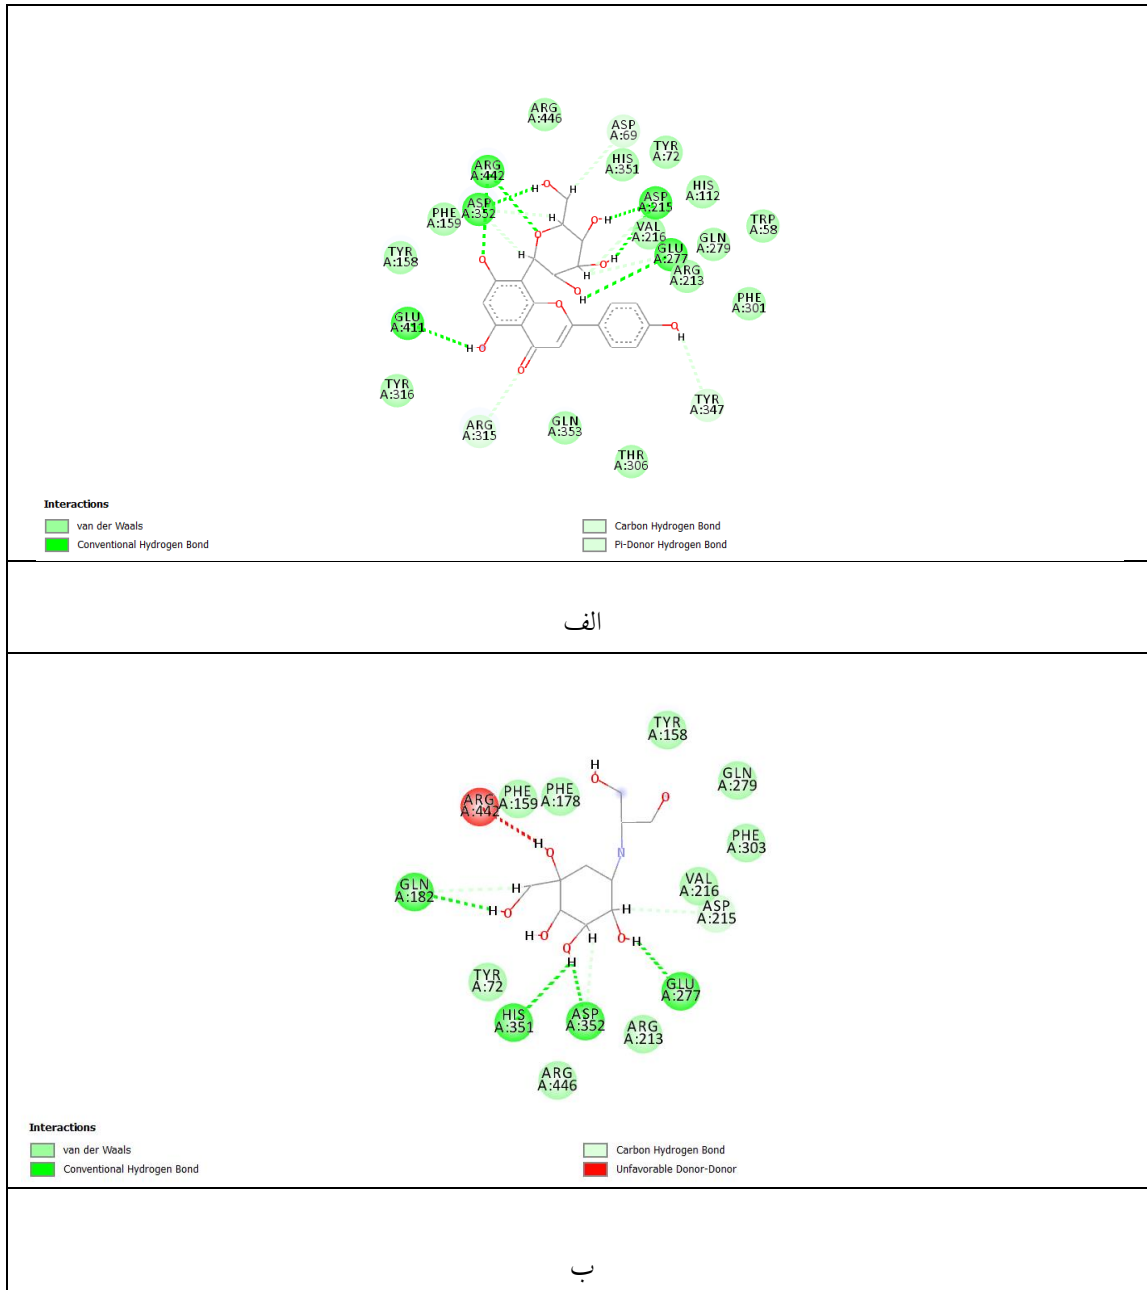 ARG
A:446
ASP
A:69
TYR
A:72
HIS
A:351
ARG
A:442
HIS
A:112
ASP
A:352
ASP
A:215
PHE
A:159
TRP
A:58
VAL
A:216
GLN
A:279
TYR
A:158
GLU
A:277
ARG
A:213
PHE
A:301
GLU
A:411
TYR
A:316
TYR
A:347
ARG
A:315
GLN
A:353
THR
A:306
H
O
H
O
O
H
O
H
O
H
H
H
O
H
O
O
O
H
H
O
O
Interactions
van der Waals
Conventional Hydrogen Bond
Carbon Hydrogen Bond
Pi-Donor Hydrogen Bond
الف
TYR
A:158
GLN
A:279
PHE
A:159
PHE
A:178
ARG
A:442
PHE
A:303
GLN
A:182
VAL
A:216
ASP
A:215
TYR
A:72
GLU
A:277
HIS
A:351
ASP
A:352
ARG
A:213
ARG
A:446
H
O
O
H
O
N
H
H
O
H
H
O
O
H
H
O
H
Interactions
van der Waals
Conventional Hydrogen Bond
Carbon Hydrogen Bond
Unfavorable Donor-Donor
ب